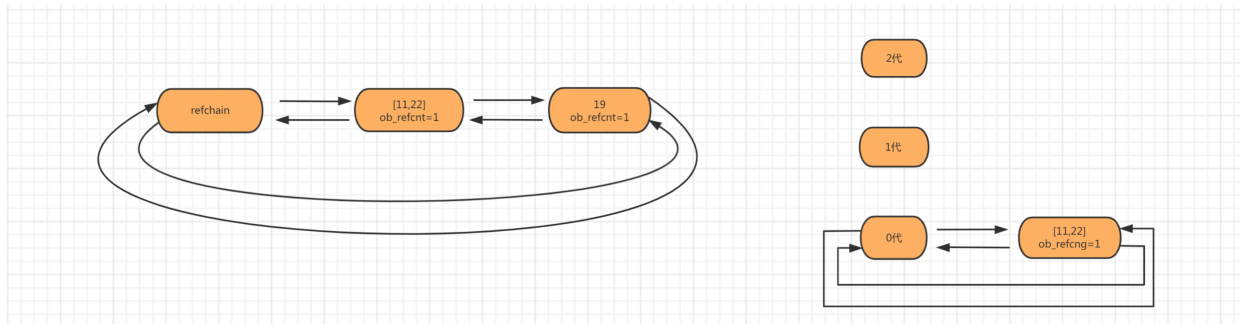 refchain
[11,22]
ob_refcnt=1
19
ob_refcnt=1
2代
1代
0代
[11,22]
ob_refcng=1